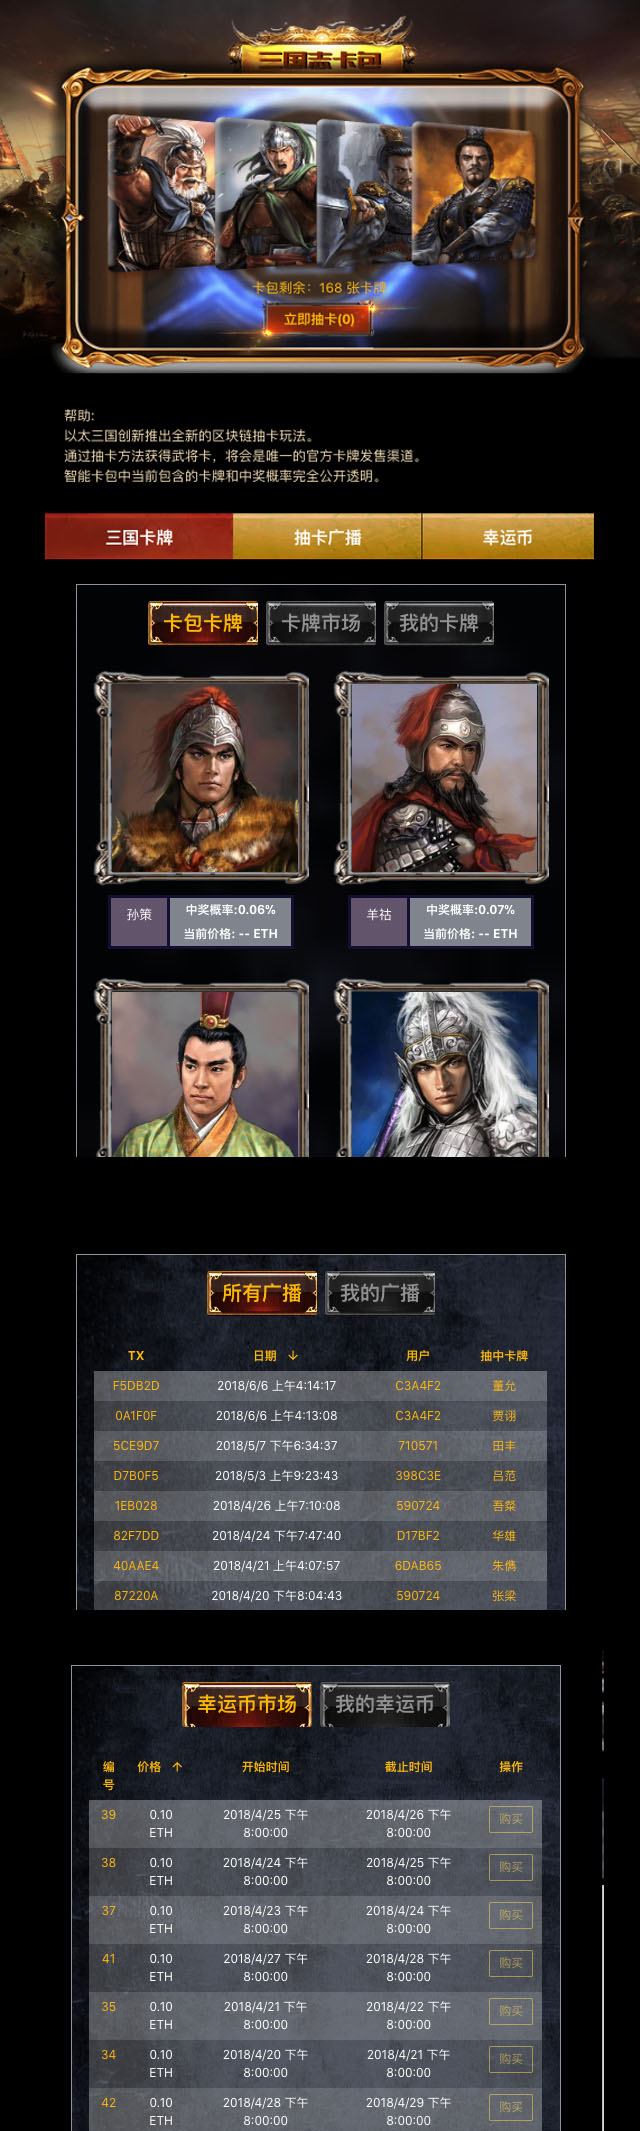 三国志卡包
卡包剩余：168 张卡牌
立即抽卡(0)
帮助:
以太三国创新推出全新的区块链抽卡玩法。
通过抽卡方法获得武将卡，将会是唯一的官方卡牌发售渠道。
智能卡包中当前包含的卡牌和中奖概率完全公开透明。
三国卡牌 抽卡广播 幸运币
卡包卡牌 卡牌市场 我的卡牌
孙策 中奖概率:0.06%
当前价格: -- ETH
羊祜 中奖概率:0.07%
当前价格: -- ETH
所有广播 我的广播
TX 日期 ↓ 用户 抽中卡牌
F5DB2D 2018/6/6 上午4:14:17 C3A4F2 董允
0A1F0F 2018/6/6 上午4:13:08 C3A4F2 贾诩
5CE9D7 2018/5/7 下午6:34:37 710571 田丰
D7B0F5 2018/5/3 上午9:23:43 398C3E 吕范
1EB028 2018/4/26 上午7:10:08 590724 吾粲
82F7DD 2018/4/24 下午7:47:40 D17BF2 华雄
40AAE4 2018/4/21 上午4:07:57 6DAB65 朱儁
87220A 2018/4/20 下午8:04:43 590724 张梁
幸运币市场 我的幸运币
编号 价格 ↑ 开始时间 截止时间 操作
39 0.10 ETH 2018/4/25 下午8:00:00 2018/4/26 下午8:00:00 购买
38 0.10 ETH 2018/4/24 下午8:00:00 2018/4/25 下午8:00:00 购买
37 0.10 ETH 2018/4/23 下午8:00:00 2018/4/24 下午8:00:00 购买
41 0.10 ETH 2018/4/27 下午8:00:00 2018/4/28 下午8:00:00 购买
35 0.10 ETH 2018/4/21 下午8:00:00 2018/4/22 下午8:00:00 购买
34 0.10 ETH 2018/4/20 下午8:00:00 2018/4/21 下午8:00:00 购买
42 0.10 ETH 2018/4/28 下午8:00:00 2018/4/29 下午8:00:00 购买